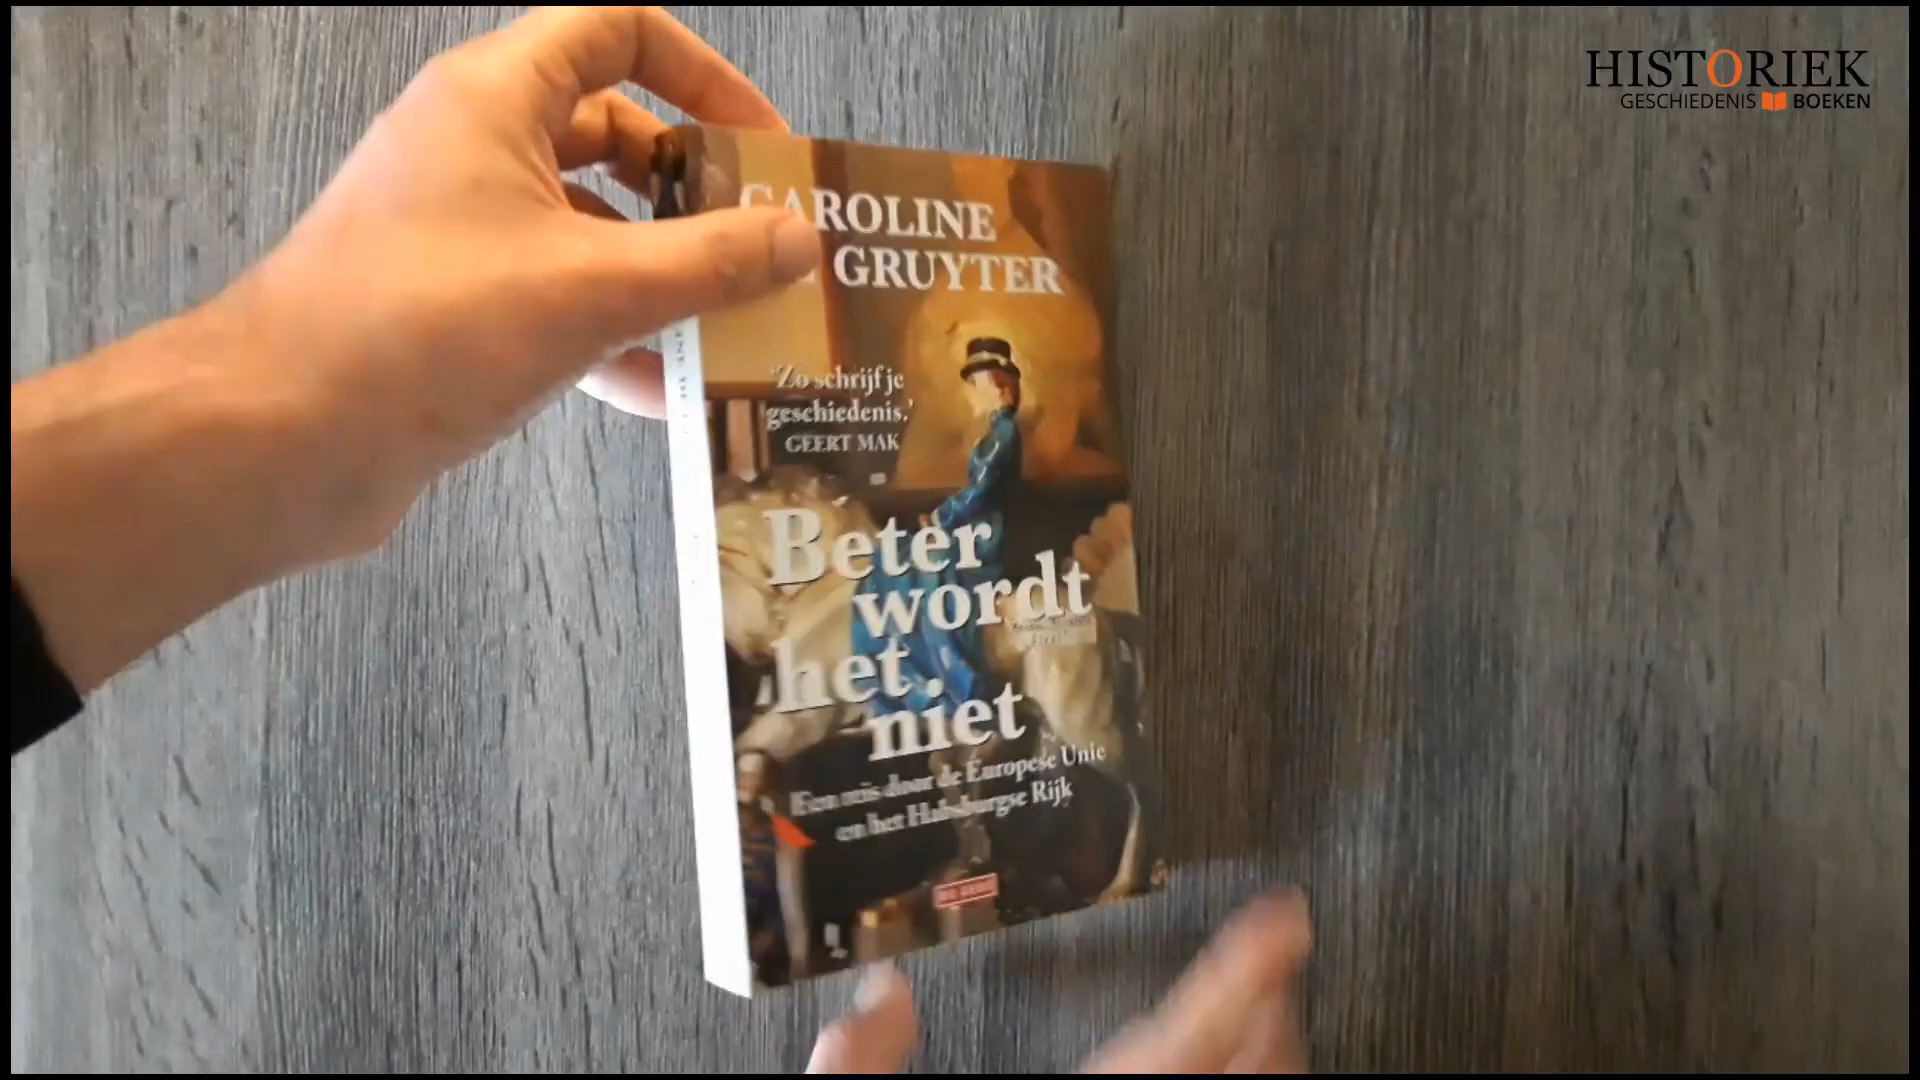 HISTORIEK
GESCHIEDENIS BOEKEN
CAROLINE
GRUYTER
'Zo schrijf je
geschiedenis.'
GEERT MAK
Beter
wordt
het
niet
Een reis door de Europese Unie
en het Habsburgse Rijk